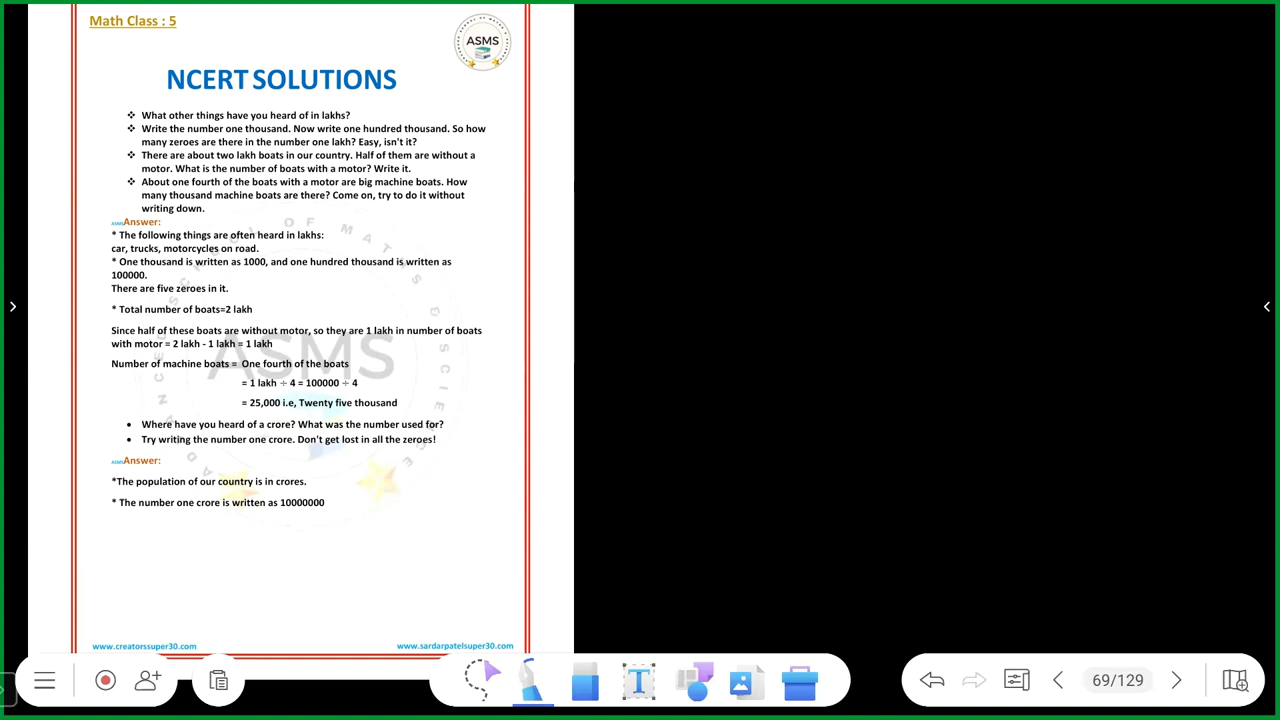 Math Class : 5
ASMS
NCERT SOLUTIONS
❖ What other things have you heard of in lakhs?
❖ Write the number one thousand. Now write one hundred thousand. So how
many zeroes are there in the number one lakh? Easy, isn't it?
❖ There are about two lakh boats in our country. Half of them are without a
motor. What is the number of boats with a motor? Write it.
❖ About one fourth of the boats with a motor are big machine boats. How
many thousand machine boats are there? Come on, try to do it without
writing down.
ASMS Answer:
* The following things are often heard in lakhs:
car, trucks, motorcycles on road.
* One thousand is written as 1000, and one hundred thousand is written as
100000.
There are five zeroes in it.
* Total number of boats=2 lakh
Since half of these boats are without motor, so they are 1 lakh in number of boats
with motor = 2 lakh - 1 lakh = 1 lakh
Number of machine boats = One fourth of the boats
= 1 lakh ÷ 4 = 100000 ÷ 4
= 25,000 i.e, Twenty five thousand
• Where have you heard of a crore? What was the number used for?
• Try writing the number one crore. Don't get lost in all the zeroes!
ASMS Answer:
*The population of our country is in crores.
* The number one crore is written as 10000000
ASMS
www.creatorssuper30.com
www.sardarpatelsuper30.com
T
69/129